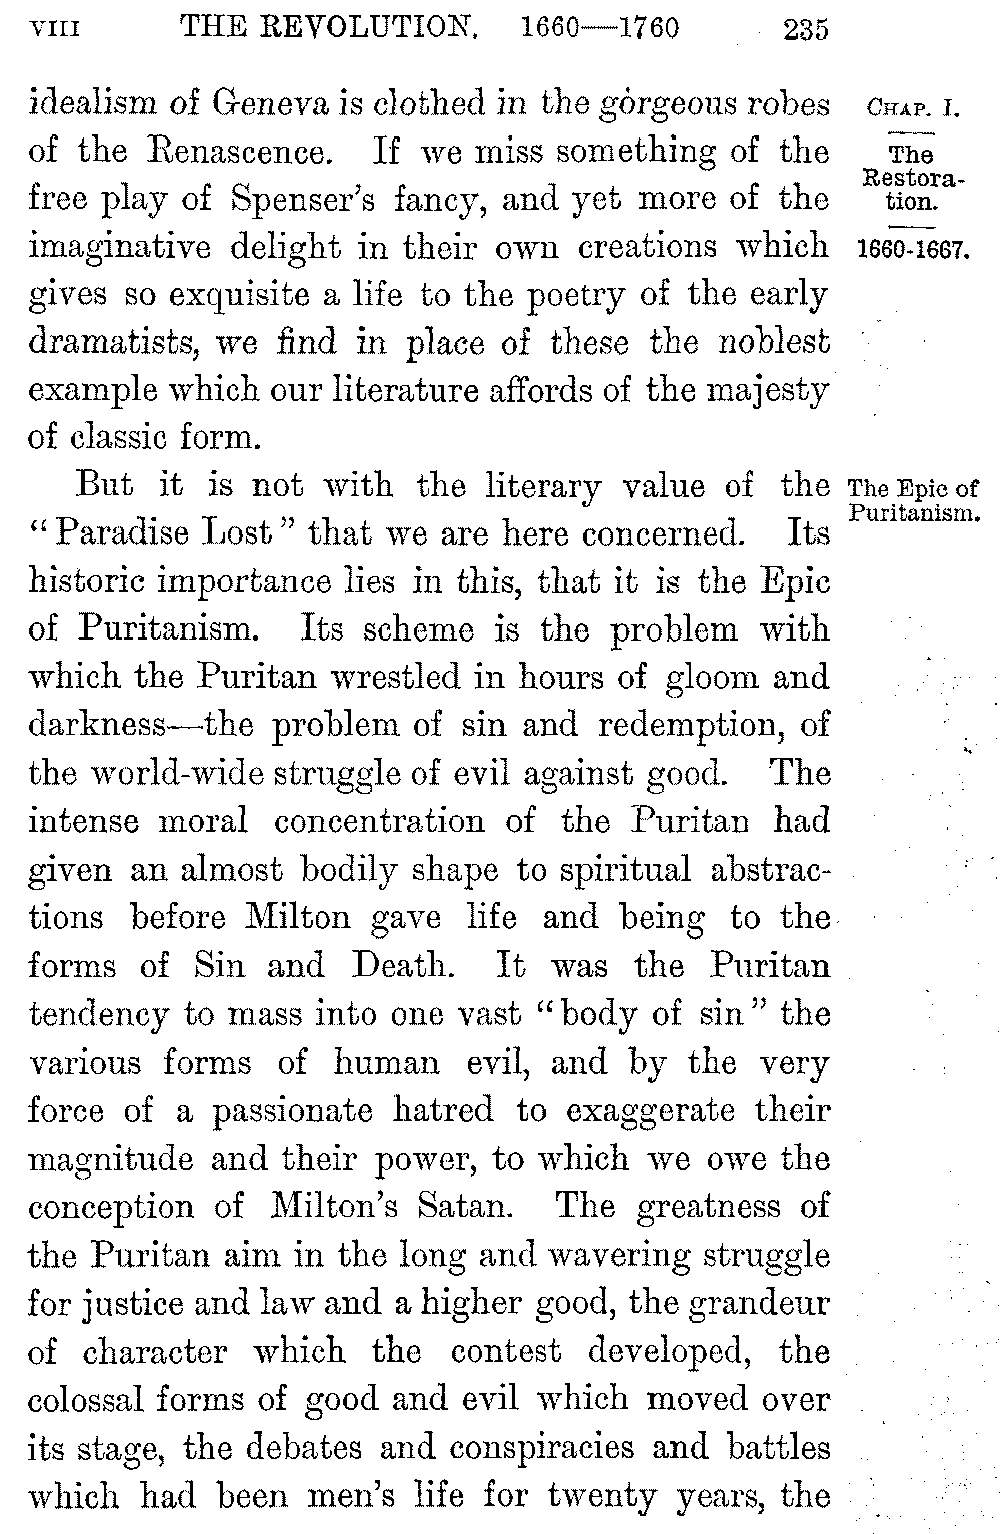 VIII THE REVOLUTION. 1660—1760 235
idealism of Geneva is clothed in the gorgeous robes
of the Renascence. If we miss something of the
free play of Spenser's fancy, and yet more of the
imaginative delight in their own creations which
gives so exquisite a life to the poetry of the early
dramatists, we find in place of these the noblest
example which our literature affords of the majesty
of classic form.
But it is not with the literary value of the
“Paradise Lost” that we are here concerned. Its
historic importance lies in this, that it is the Epic
of Puritanism. Its scheme is the problem with
which the Puritan wrestled in hours of gloom and
darkness—the problem of sin and redemption, of
the world-wide struggle of evil against good. The
intense moral concentration of the Puritan had
given an almost bodily shape to spiritual abstrac-
tions before Milton gave life and being to the
forms of Sin and Death. It was the Puritan
tendency to mass into one vast “body of sin” the
various forms of human evil, and by the very
force of a passionate hatred to exaggerate their
magnitude and their power, to which we owe the
conception of Milton's Satan. The greatness of
the Puritan aim in the long and wavering struggle
for justice and law and a higher good, the grandeur
of character which the contest developed, the
colossal forms of good and evil which moved over
its stage, the debates and conspiracies and battles
which had been men's life for twenty years, the
CHAP. I.
The
Restora-
tion.
1660-1667.
The Epic of
Puritanism.